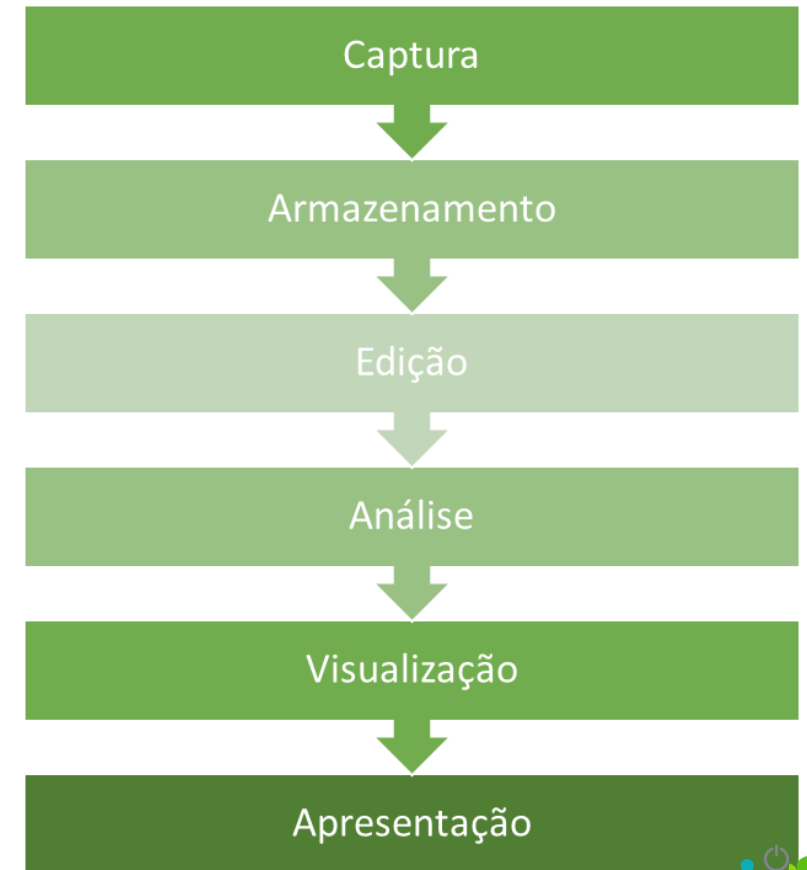 Captura
Armazenamento
Edição
Análise
Visualização
Apresentação